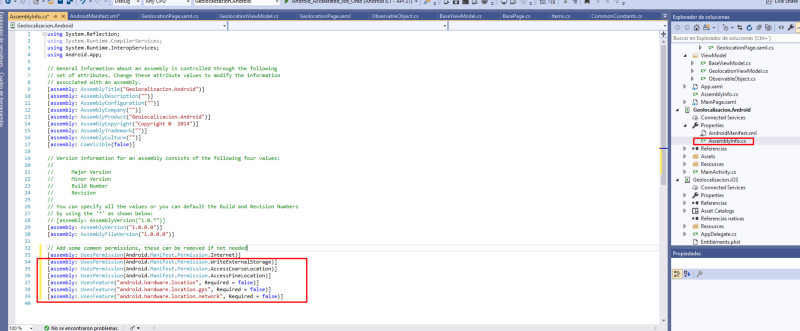 Debug
Any CPU
Geolocalizacion.Android
Live Share
AssemblyInfo.cs*
AndroidManifest.xml*
GeolocationPage.xaml.cs
GeolocationViewModel.cs
GeolocationPage.xaml
ObservableObject.cs
BaseViewModel.cs
BasePage.cs
Items.cs
CommonConstants.cs
Geolocalizacion.Android
1 using System.Reflection;
2 using System.Runtime.CompilerServices;
3 using System.Runtime.InteropServices;
4 using Android.App;
5
6 // General Information about an assembly is controlled through the following
7 // set of attributes. Change these attribute values to modify the information
8 // associated with an assembly.
9 [assembly: AssemblyTitle("Geolocalizacion.Android")]
10 [assembly: AssemblyDescription("")]
11 [assembly: AssemblyConfiguration("")]
12 [assembly: AssemblyCompany("")]
13 [assembly: AssemblyProduct("Geolocalizacion.Android")]
14 [assembly: AssemblyCopyright("Copyright © 2014")]
15 [assembly: AssemblyTrademark("")]
16 [assembly: AssemblyCulture("")]
17 [assembly: ComVisible(false)]
18
19 // Version information for an assembly consists of the following four values:
20 //
21 // Major Version
22 // Minor Version
23 // Build Number
24 // Revision
25 //
26 // You can specify all the values or you can default the Build and Revision Numbers
27 // by using the '*' as shown below:
28 // [assembly: AssemblyVersion("1.0.*")]
29 [assembly: AssemblyVersion("1.0.0.0")]
30 [assembly: AssemblyFileVersion("1.0.0.0")]
31
32 // Add some common permissions, these can be removed if not needed
33 [assembly: UsesPermission(Android.Manifest.Permission.Internet)]
34 [assembly: UsesPermission(Android.Manifest.Permission.WriteExternalStorage)]
35 [assembly: UsesPermission(Android.Manifest.Permission.AccessCoarseLocation)]
36 [assembly: UsesPermission(Android.Manifest.Permission.AccessFineLocation)]
37 [assembly: UsesFeature("android.hardware.location", Required = false)]
38 [assembly: UsesFeature("android.hardware.location.gps", Required = false)]
39 [assembly: UsesFeature("android.hardware.location.network", Required = false)]
40
100 %
No se encontraron problemas.
Explorador de soluciones
Buscar en Explorador de soluciones (Ctrl+')
GeolocationPage.xaml.cs
ViewModel
BaseViewModel.cs
GeolocationViewModel.cs
ObservableObject.cs
App.xaml
AssemblyInfo.cs
MainPage.xaml
Geolocalizacion.Android
Connected Services
Properties
AndroidManifest.xml
AssemblyInfo.cs
Referencias
Assets
Resources
MainActivity.cs
Geolocalizacion.iOS
Connected Services
Properties
Referencias
Asset Catalogs
Referencias nativas
Resources
AppDelegate.cs
Entitlements.plist
Propiedades
Cuadro de herramientas